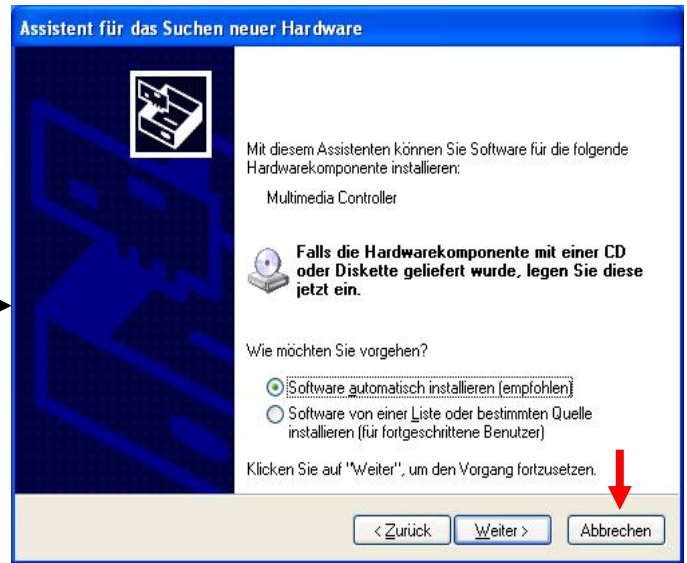 Assistent für das Suchen neuer Hardware
Mit diesem Assistenten können Sie Software für die folgende
Hardwarekomponente installieren:
Multimedia Controller
Falls die Hardwarekomponente mit einer CD
oder Diskette geliefert wurde, legen Sie diese
jetzt ein.
Wie möchten Sie vorgehen?
Software automatisch installieren (empfohlen)
Software von einer Liste oder bestimmten Quelle
installieren (für fortgeschrittene Benutzer)
Klicken Sie auf "Weiter", um den Vorgang fortzusetzen.
< Zurück Weiter > Abbrechen